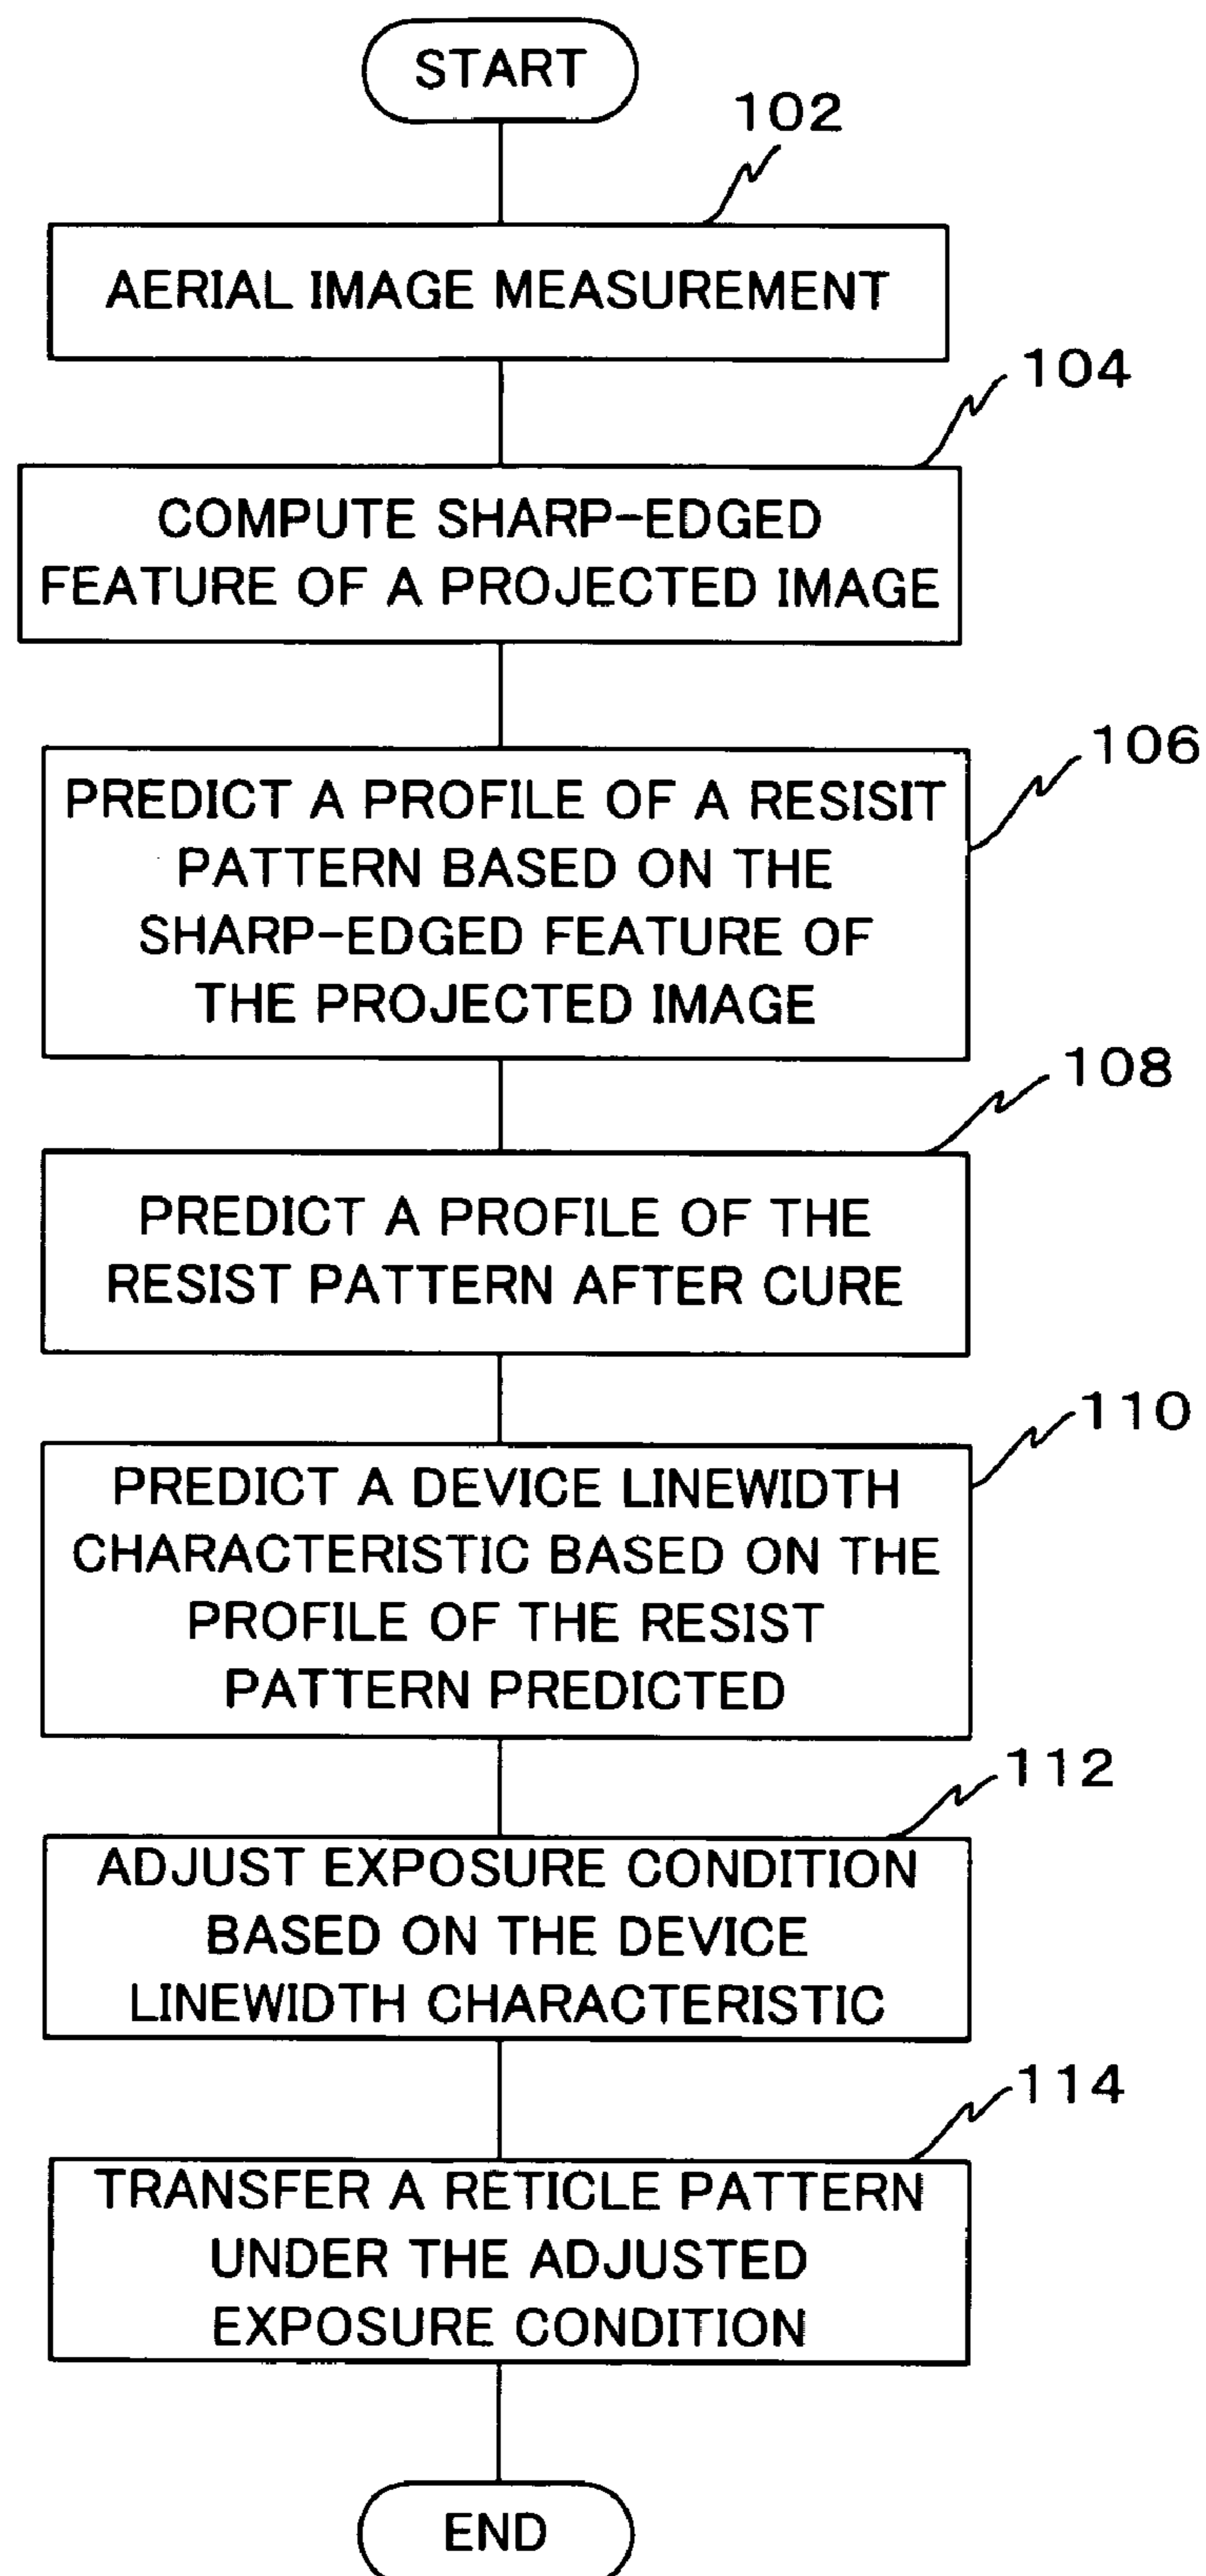 START
102
AERIAL IMAGE MEASUREMENT
104
COMPUTE SHARP-EDGED
FEATURE OF A PROJECTED IMAGE
106
PREDICT A PROFILE OF A RESISIT
PATTERN BASED ON THE
SHARP-EDGED FEATURE OF
THE PROJECTED IMAGE
108
PREDICT A PROFILE OF THE
RESIST PATTERN AFTER CURE
110
PREDICT A DEVICE LINEWIDTH
CHARACTERISTIC BASED ON THE
PROFILE OF THE RESIST
PATTERN PREDICTED
112
ADJUST EXPOSURE CONDITION
BASED ON THE DEVICE
LINEWIDTH CHARACTERISTIC
114
TRANSFER A RETICLE PATTERN
UNDER THE ADJUSTED
EXPOSURE CONDITION
END